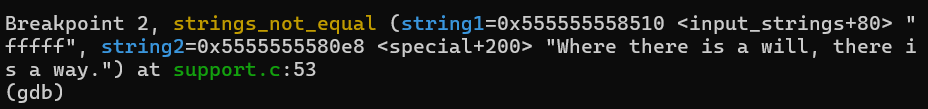 Breakpoint 2, strings_not_equal (string1=0x555555558510 <input_strings+80> "
fffff", string2=0x5555555580e8 <special+200> "Where there is a will, there i
s a way.") at support.c:53
(gdb)